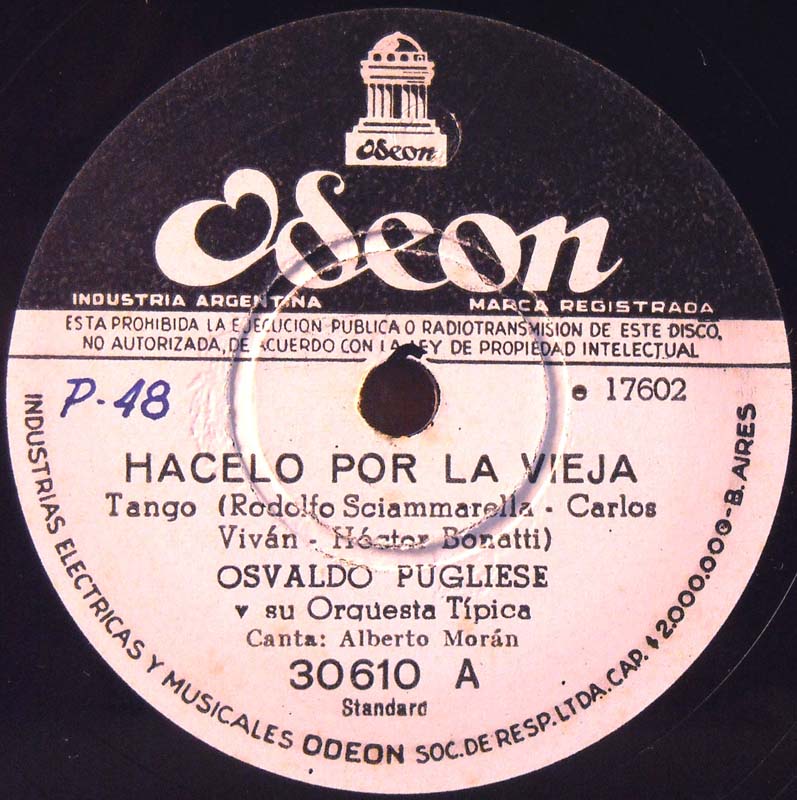 Odeon
Odeon
INDUSTRIA ARGENTINA MARCA REGISTRADA
ESTA PROHIBIDA LA EJECUCION PUBLICA O RADIOTRANSMISION DE ESTE DISCO,
NO AUTORIZADA, DE ACUERDO CON LA LEY DE PROPIEDAD INTELECTUAL
P-48
e 17602
HACELO POR LA VIEJA
Tango (Rodolfo Sciammarella - Carlos
Viván - Héctor Bonatti)
OSVALDO PUGLIESE
y su Orquesta Típica
Canta: Alberto Morán
30610 A
Standard
INDUSTRIAS ELECTRICAS Y MUSICALES ODEON SOC. DE RESP. LTDA. CAP. $ 2.000.000-B. AIRES